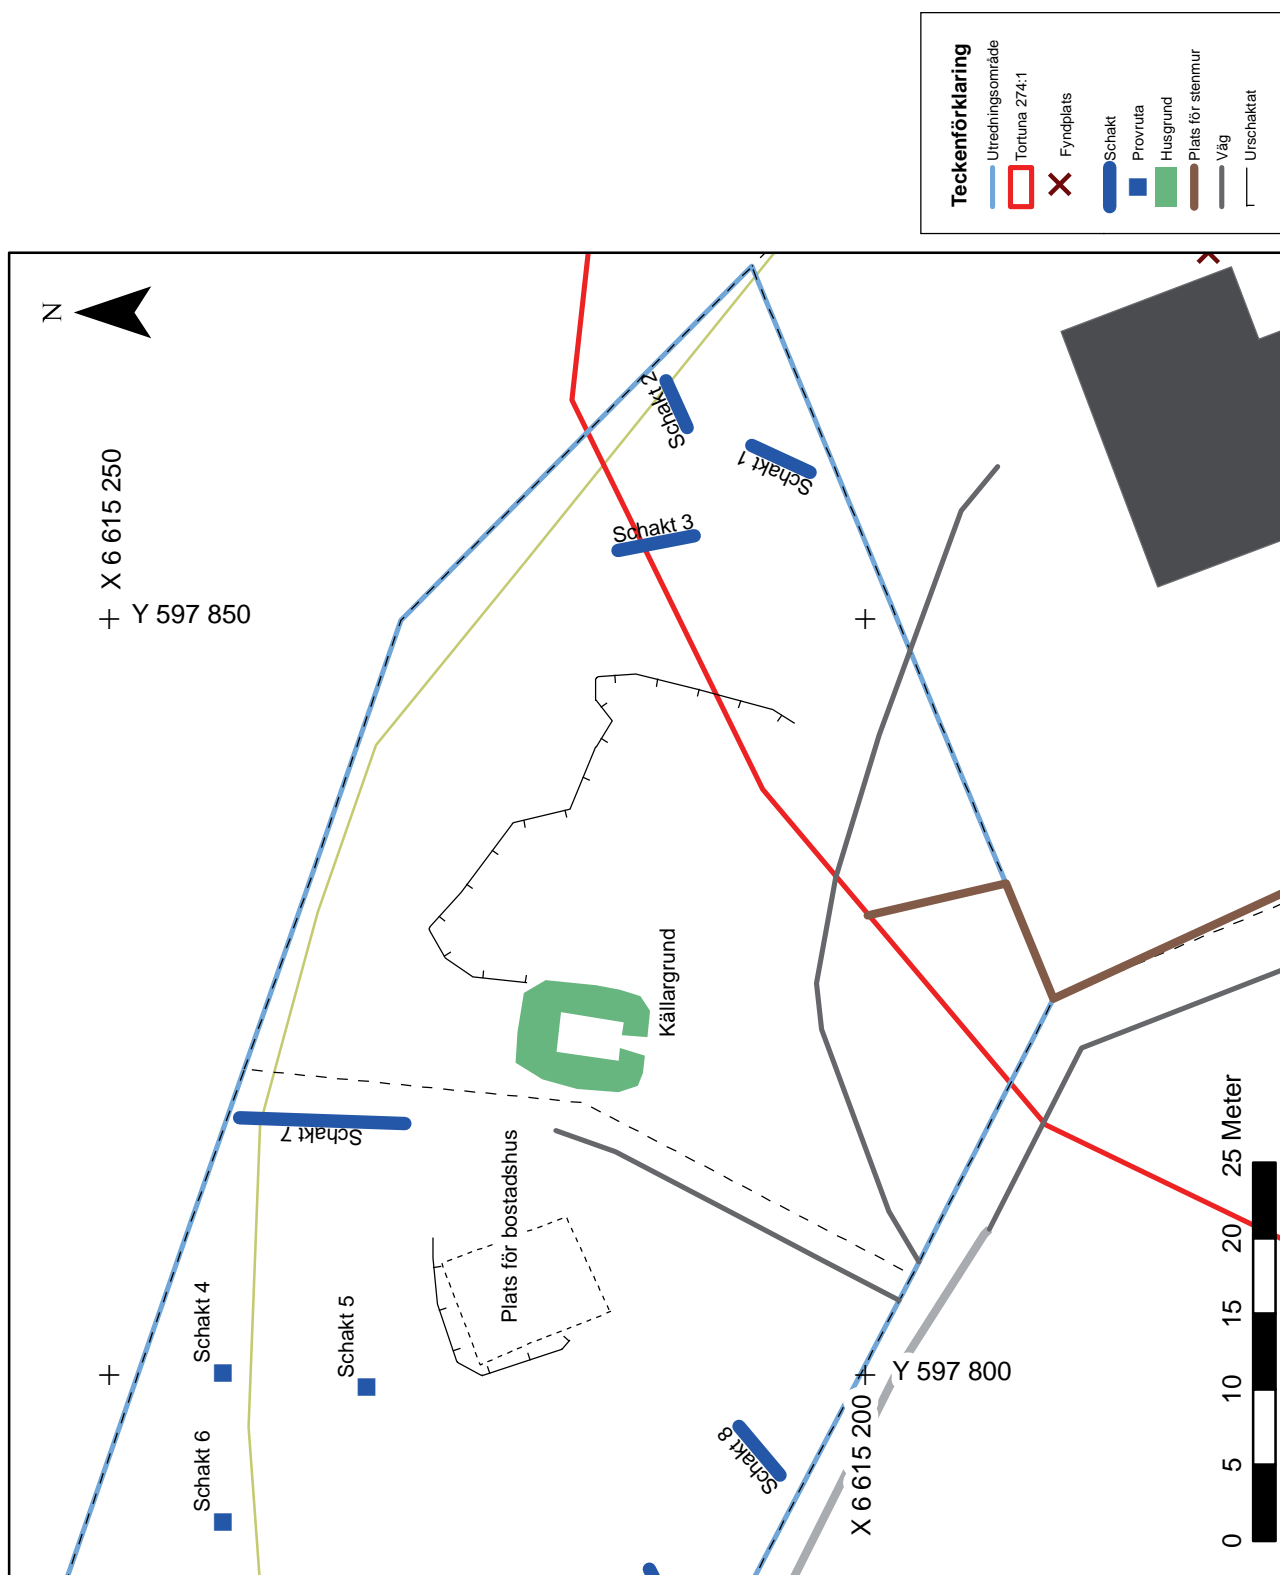 N
X 6 615 250
Y 597 850
Schakt 2
Schakt 1
Schakt 3
Källargrund
Schakt 7
Plats för bostadshus
Schakt 4
Schakt 5
Schakt 6
Schakt 8
Y 597 800
X 6 615 200
0 5 10 15 20 25 Meter
Teckenförklaring
Utredningsområde
Tortuna 274:1
Fyndplats
Schakt
Provruta
Husgrund
Plats för stenmur
Väg
Urschaktat